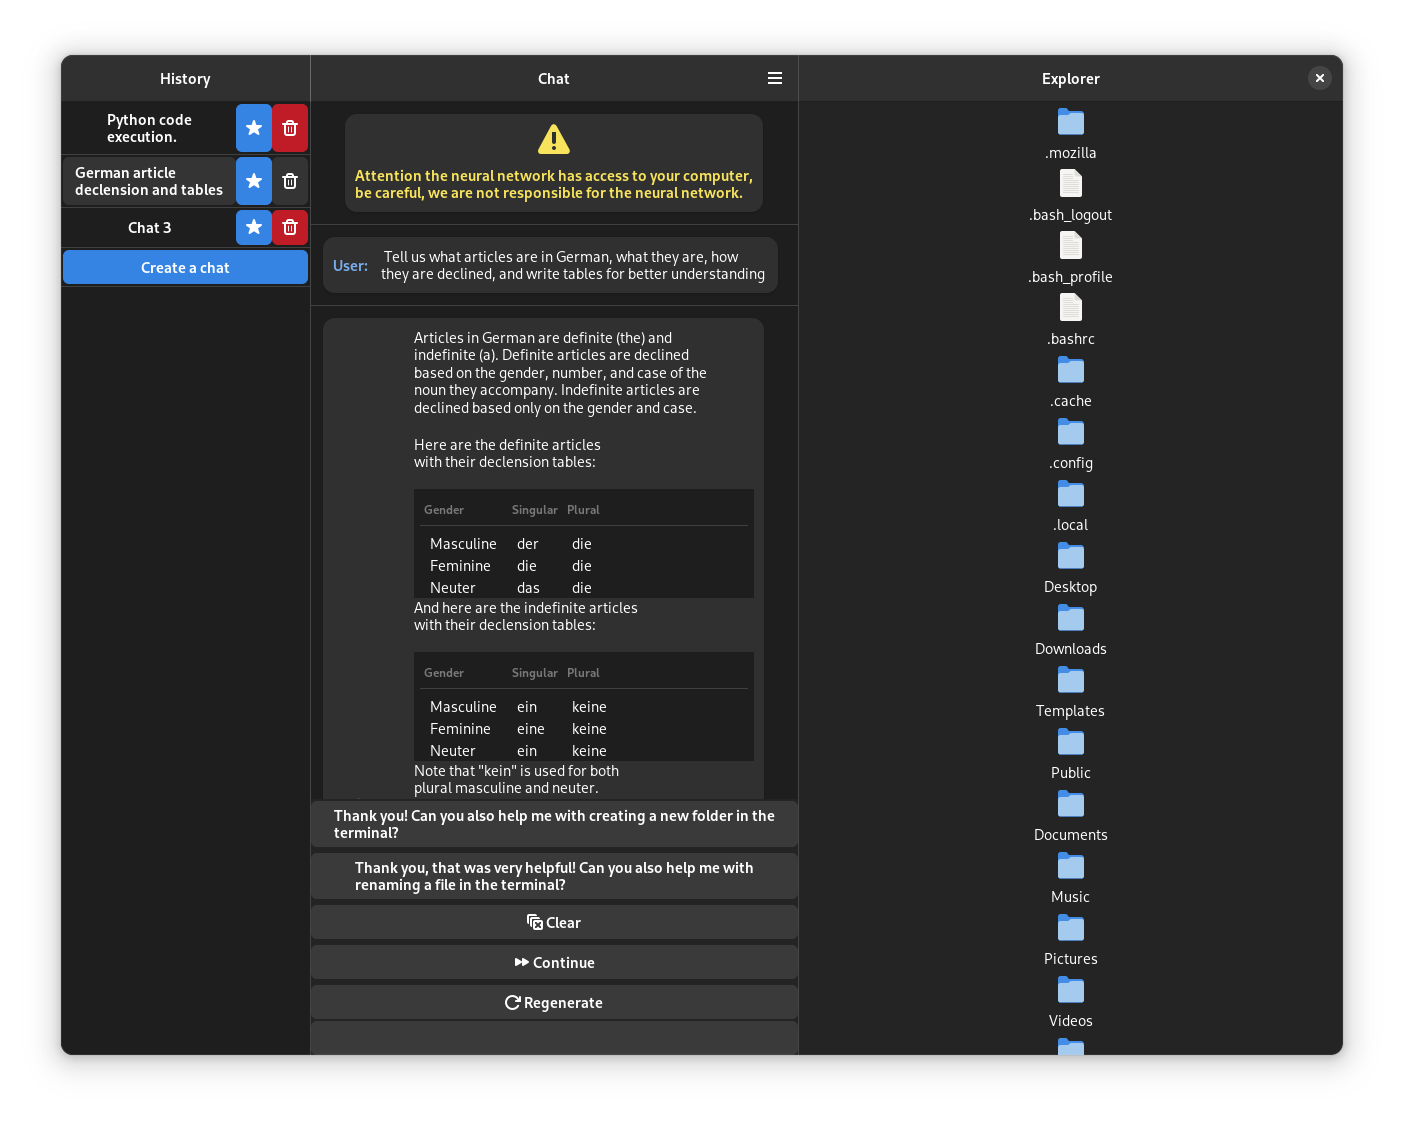 History
Python code
execution.
German article
declension and tables
Chat 3
Create a chat
Chat
Attention the neural network has access to your computer,
be careful, we are not responsible for the neural network.
User:
Tell us what articles are in German, what they are, how
they are declined, and write tables for better understanding
Articles in German are definite (the) and
indefinite (a). Definite articles are declined
based on the gender, number, and case of the
noun they accompany. Indefinite articles are
declined based only on the gender and case.
Here are the definite articles
with their declension tables:
Gender Singular Plural
Masculine der die
Feminine die die
Neuter das die
And here are the indefinite articles
with their declension tables:
Gender Singular Plural
Masculine ein keine
Feminine eine keine
Neuter ein keine
Note that "kein" is used for both
plural masculine and neuter.
Thank you! Can you also help me with creating a new folder in the
terminal?
Thank you, that was very helpful! Can you also help me with
renaming a file in the terminal?
Clear
Continue
Regenerate
Explorer
.mozilla
.bash_logout
.bash_profile
.bashrc
.cache
.config
.local
Desktop
Downloads
Templates
Public
Documents
Music
Pictures
Videos